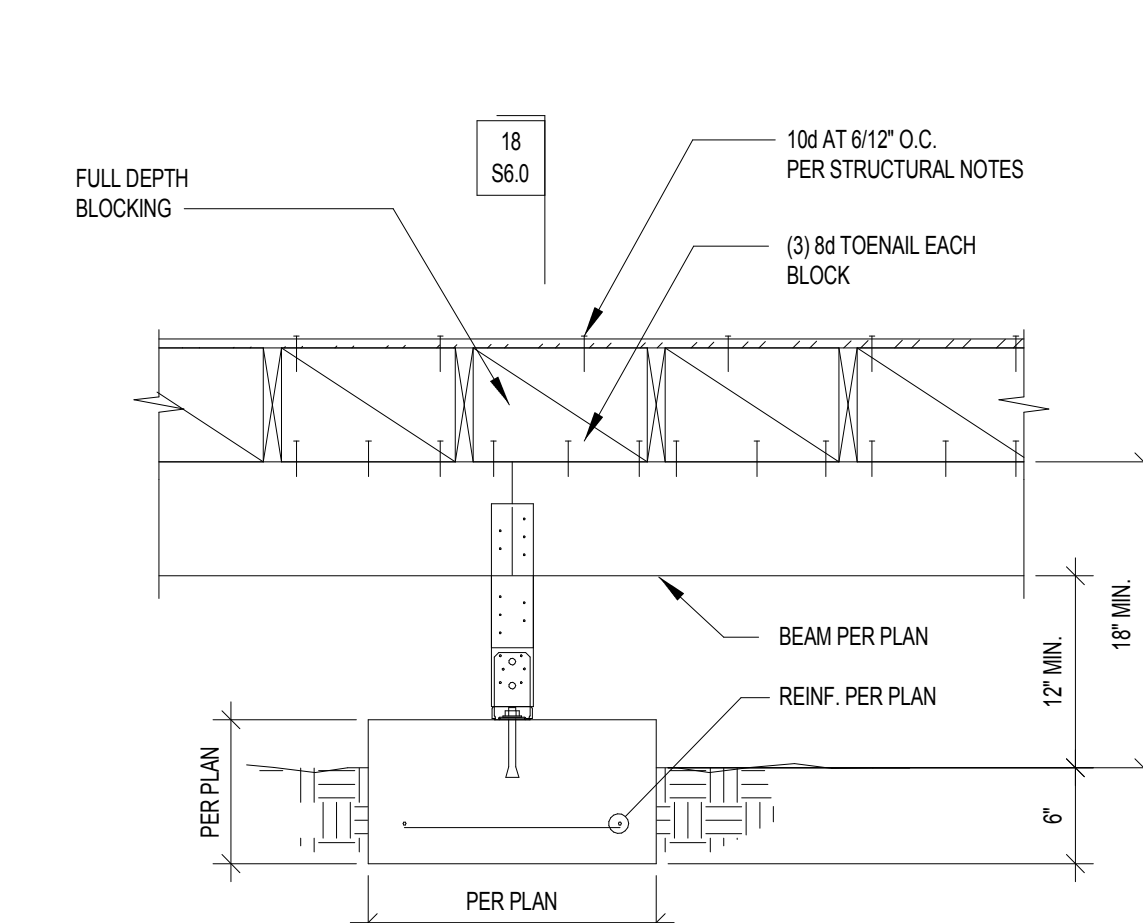 18
S6.0
10d AT 6/12" O.C.
PER STRUCTURAL NOTES
FULL DEPTH
BLOCKING
(3) 8d TOENAIL EACH
BLOCK
BEAM PER PLAN
REINF. PER PLAN
12" MIN.
18" MIN.
PER PLAN
6"
PER PLAN